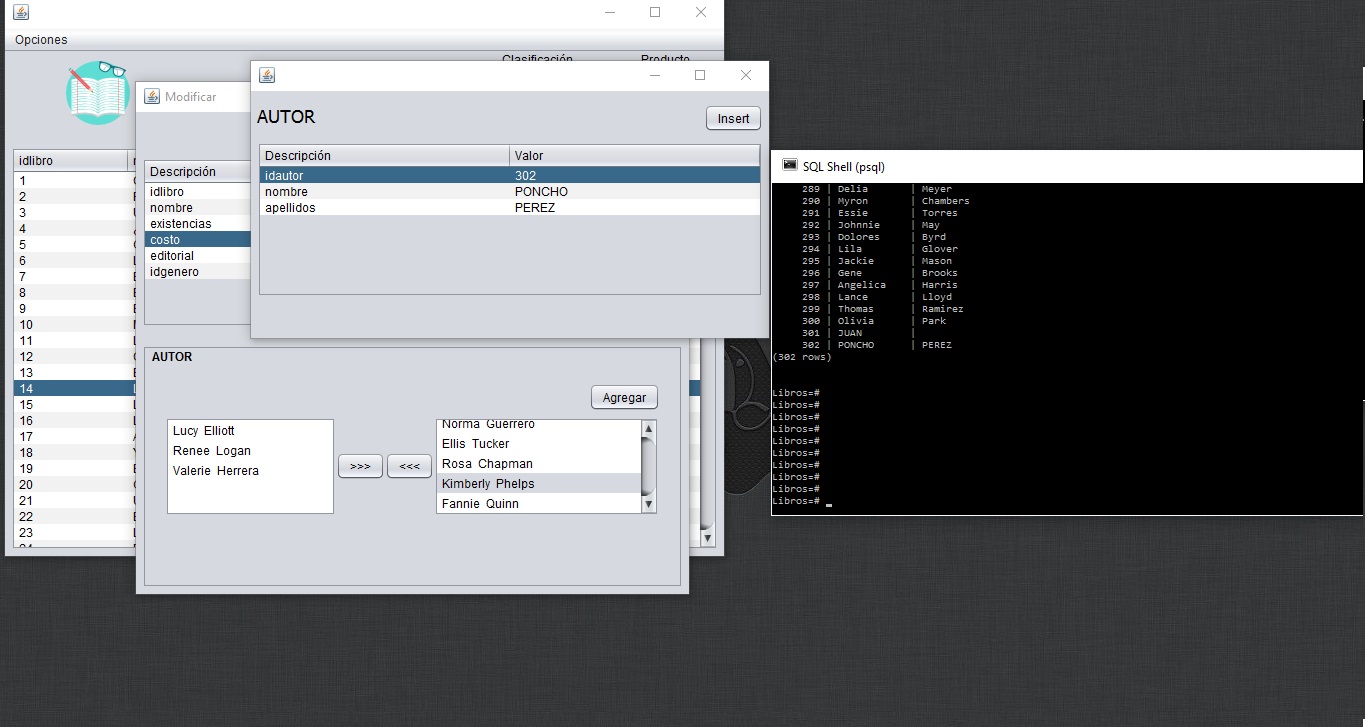 Opciones
Clasificación Producto
Modificar
AUTOR
Insert
Descripción Valor
idautor 302
nombre PONCHO
apellidos PEREZ
idlibro
1
2
3
4
5
6
7
8
9
10
11
12
13
14
15
16
17
18
19
20
21
22
23
24
Descripción
idlibro
nombre
existencias
costo
editorial
idgenero
AUTOR
Agregar
Lucy Elliott
Renee Logan
Valerie Herrera
>>> <<<
Norma Guerrero
Ellis Tucker
Rosa Chapman
Kimberly Phelps
Fannie Quinn
SQL Shell (psql)
289 | Delia | Meyer
290 | Myron | Chambers
291 | Essie | Torres
292 | Johnnie | May
293 | Dolores | Byrd
294 | Lila | Glover
295 | Jackie | Mason
296 | Gene | Brooks
297 | Angelica | Harris
298 | Lance | Lloyd
299 | Thomas | Ramirez
300 | Olivia | Park
301 | JUAN |
302 | PONCHO | PEREZ
(302 rows)
Libros=#
Libros=#
Libros=#
Libros=#
Libros=#
Libros=#
Libros=#
Libros=#
Libros=#
Libros=# _